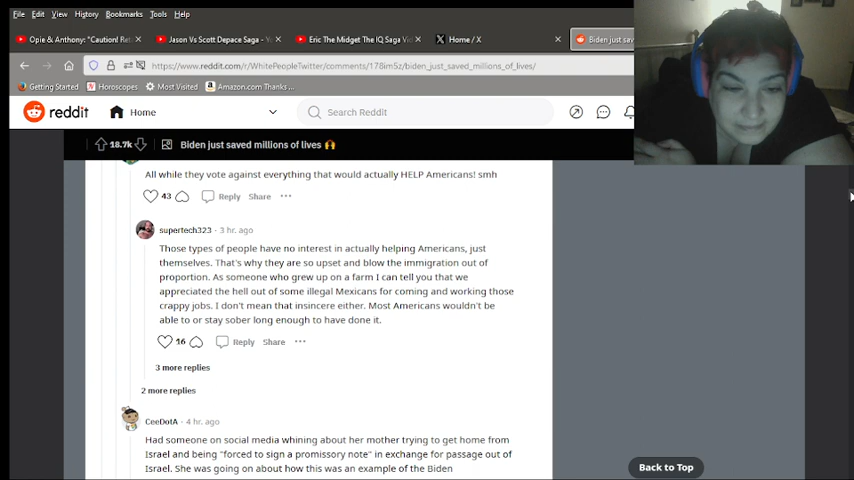 File Edit View History Bookmarks Tools Help
Opie & Anthony: "Caution! Ret
Jason Vs Scott Depace Saga - Y
Eric The Midget The IQ Saga Vi
Home / X
Biden just sav
https://www.reddit.com/r/WhitePeopleTwitter/comments/178im5z/biden_just_saved_millions_of_lives/
Getting Started Horoscopes Most Visited Amazon.com Thanks ...
reddit Home Search Reddit
18.7k Biden just saved millions of lives 🙌
All while they vote against everything that would actually HELP Americans! smh
43 Reply Share ...
supertech323 · 3 hr. ago
Those types of people have no interest in actually helping Americans, just
themselves. That's why they are so upset and blow the immigration out of
proportion. As someone who grew up on a farm I can tell you that we
appreciated the hell out of some illegal Mexicans for coming and working those
crappy jobs. I don't mean that insincere either. Most Americans wouldn't be
able to or stay sober long enough to have done it.
16 Reply Share ...
3 more replies
2 more replies
CeeDotA · 4 hr. ago
Had someone on social media whining about her mother trying to get home from
Israel and being "forced to sign a promissory note" in exchange for passage out of
Israel. She was going on about how this was an example of the Biden
Back to Top